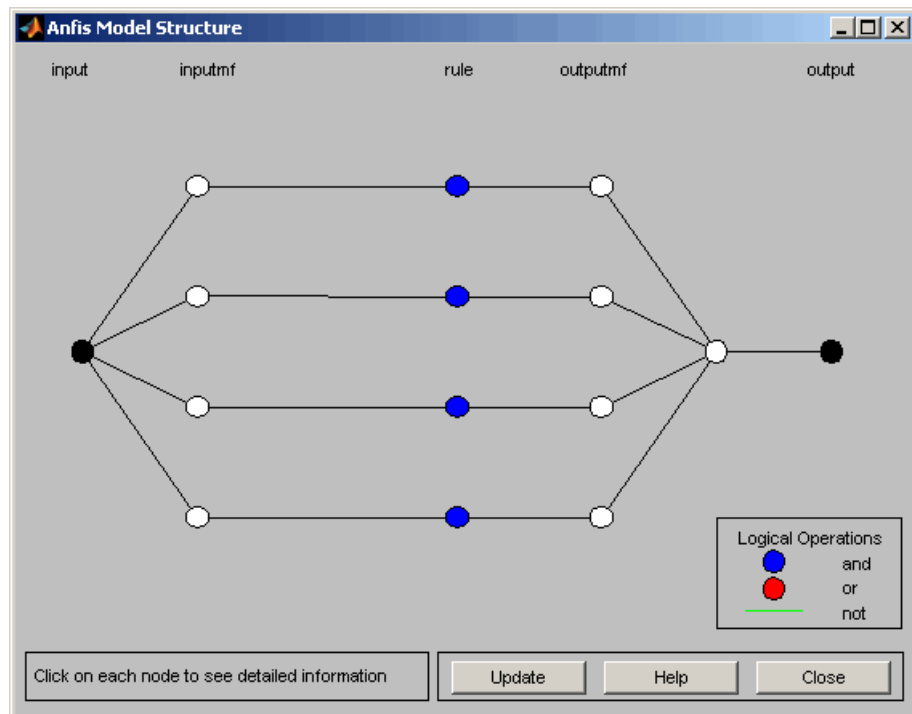 Anfis Model Structure
input inputmf rule outputmf output
Logical Operations
and
or
not
Click on each node to see detailed information
Update Help Close